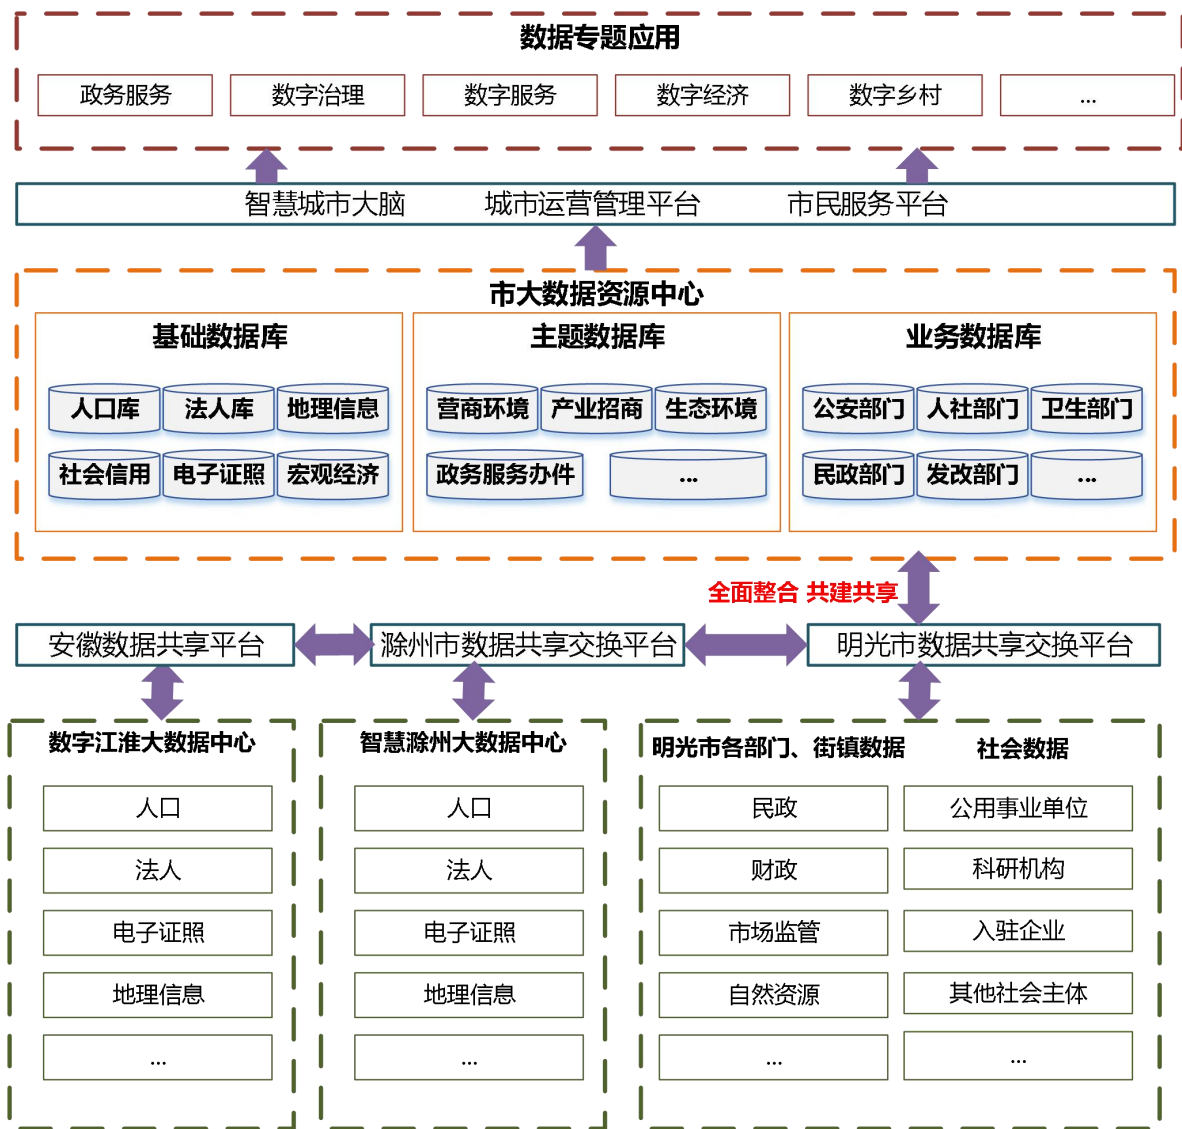 数据专题应用
政务服务
数字治理
数字服务
数字经济
数字乡村
...
智慧城市大脑
城市运营管理平台
市民服务平台
市大数据资源中心
基础数据库
人口库
法人库
地理信息
社会信用
电子证照
宏观经济
主题数据库
营商环境
产业招商
生态环境
政务服务办件
...
业务数据库
公安部门
人社部门
卫生部门
民政部门
发改部门
...
全面整合 共建共享
安徽数据共享平台
滁州市数据共享交换平台
明光市数据共享交换平台
数字江淮大数据中心
人口
法人
电子证照
地理信息
...
智慧滁州大数据中心
人口
法人
电子证照
地理信息
...
明光市各部门、街镇数据
民政
财政
市场监管
自然资源
...
社会数据
公用事业单位
科研机构
入驻企业
其他社会主体
...